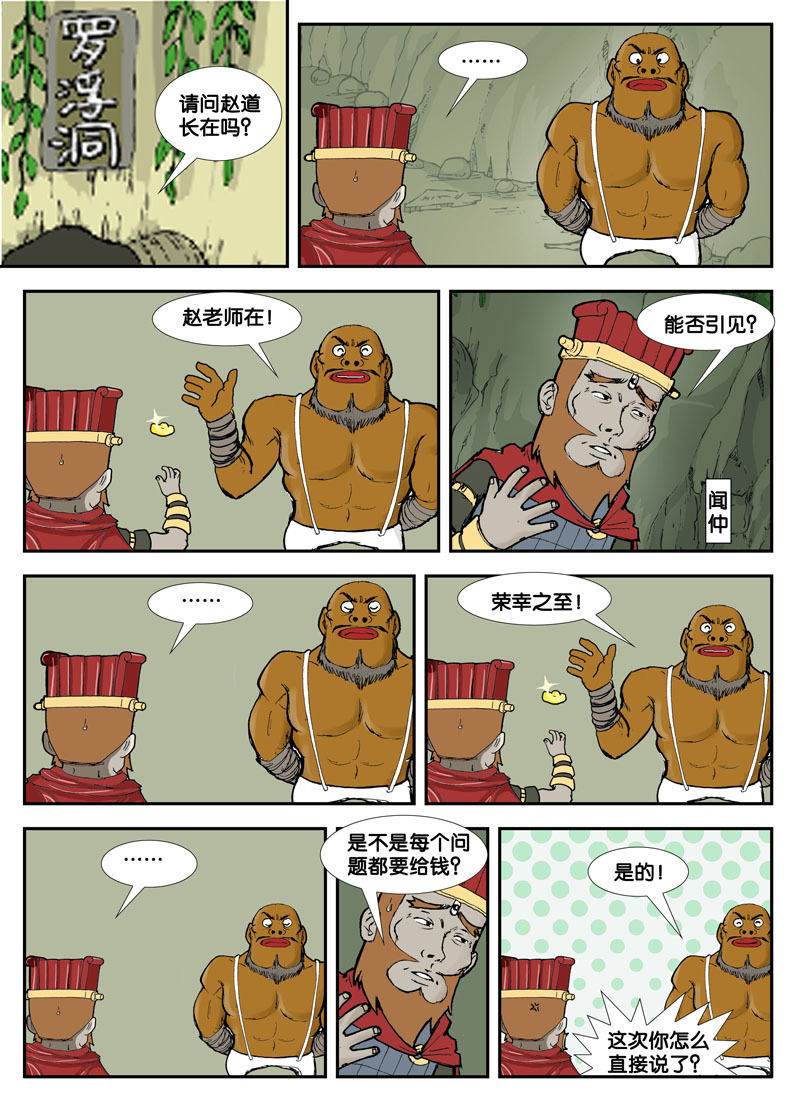 罗浮洞
请问赵道
长在吗？
……
赵老师在！
能否引见？
闻
仲
……
荣幸之至！
……
是不是每个问
题都要给钱？
是的！
这次你怎么
直接说了？